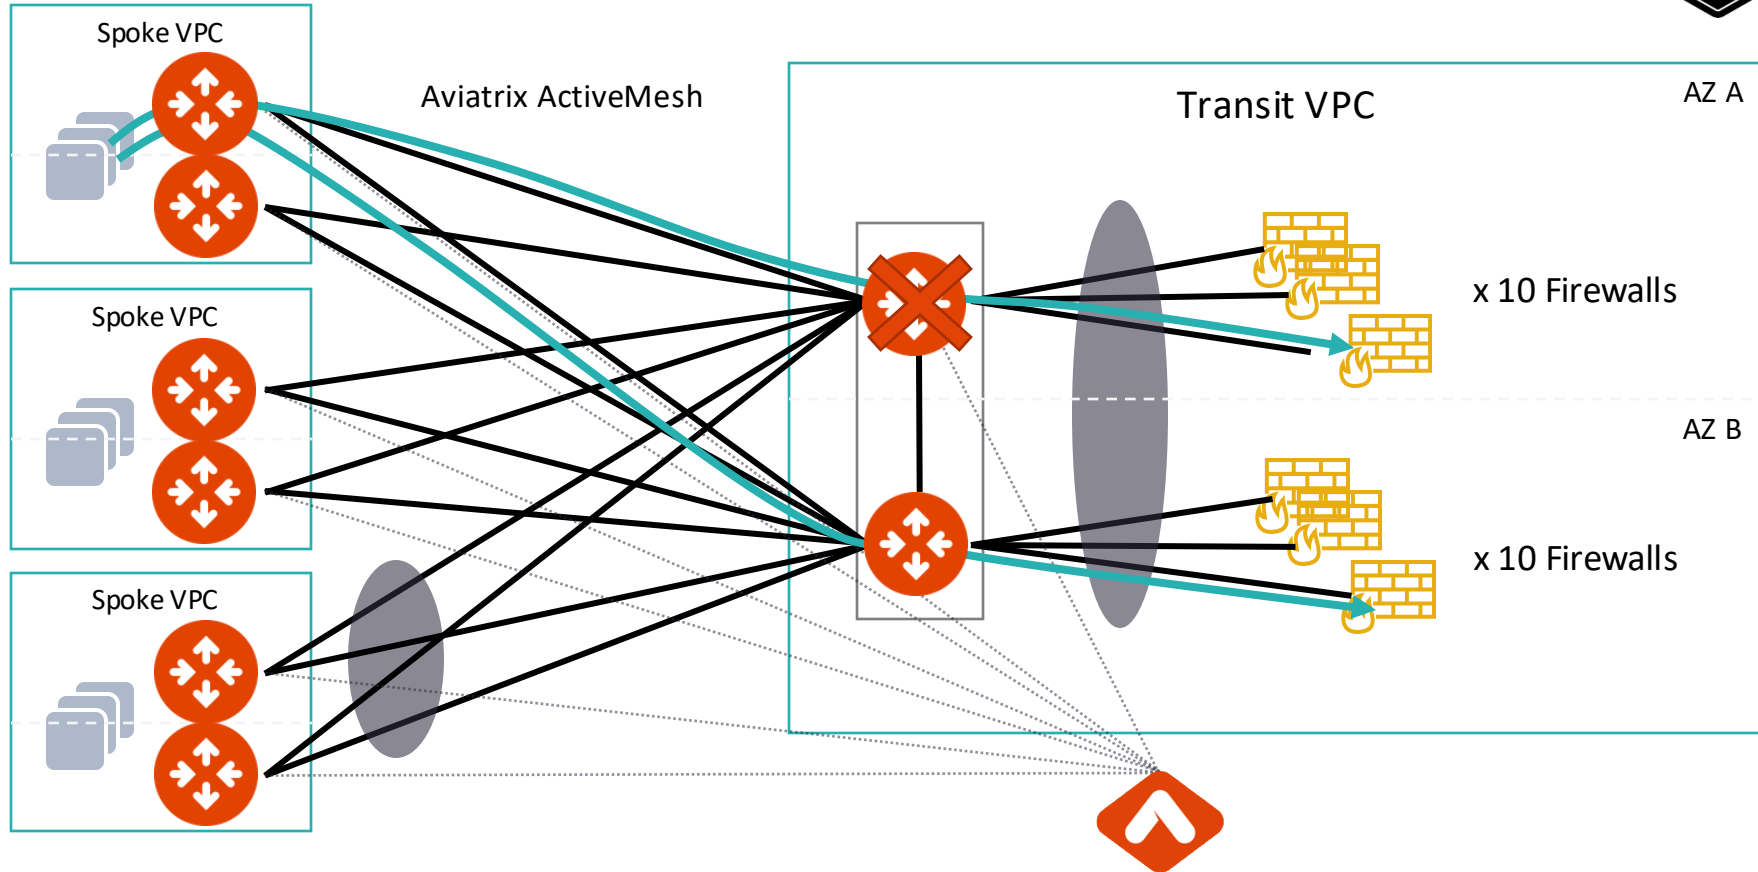 Spoke VPC
Aviatrix ActiveMesh
Transit VPC
AZ A
x 10 Firewalls
Spoke VPC
AZ B
x 10 Firewalls
Spoke VPC